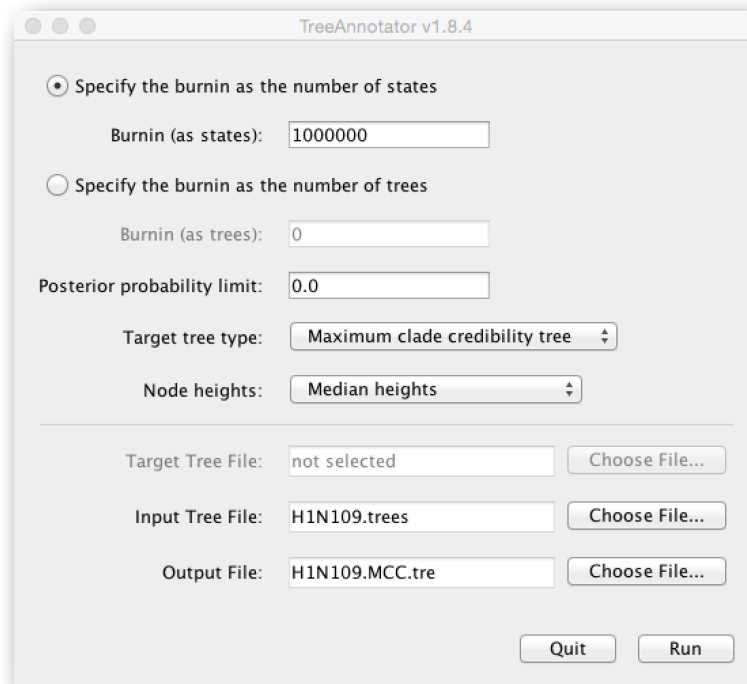 TreeAnnotator v1.8.4
Specify the burnin as the number of states
Burnin (as states): 1000000
Specify the burnin as the number of trees
Burnin (as trees): 0
Posterior probability limit: 0.0
Target tree type: Maximum clade credibility tree
Node heights: Median heights
Target Tree File: not selected Choose File...
Input Tree File: H1N109.trees Choose File...
Output File: H1N109.MCC.tre Choose File...
Quit Run